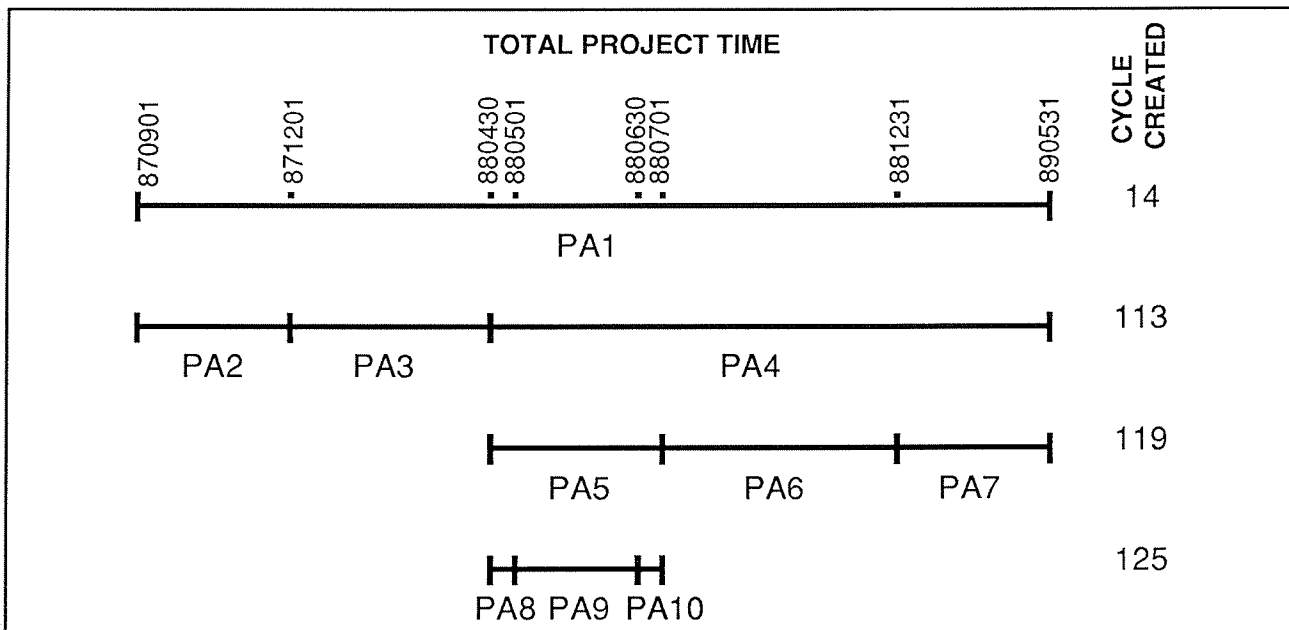 TOTAL PROJECT TIME
CYCLE
CREATED
870901
871201
880430
880501
880630
880701
881231
890531
14
PA1
113
PA2 PA3 PA4
119
PA5 PA6 PA7
125
PA8 PA9 PA10